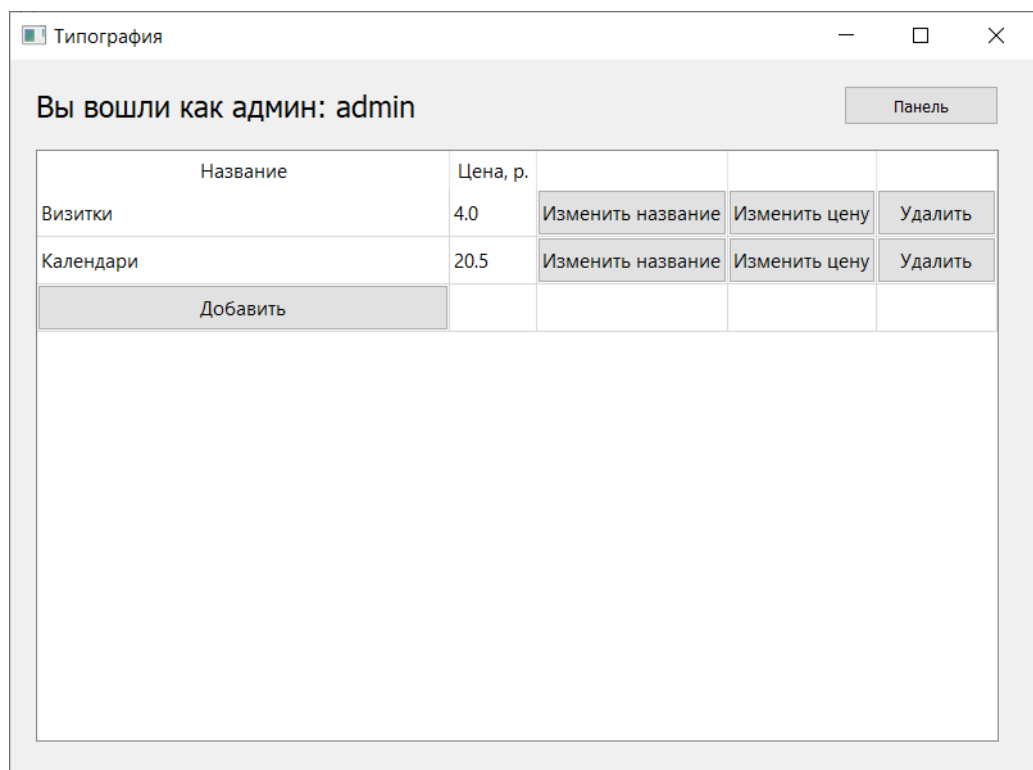 Типография
Вы вошли как админ: admin
Панель
Название Цена, р.
Визитки 4.0 Изменить название Изменить цену Удалить
Календари 20.5 Изменить название Изменить цену Удалить
Добавить